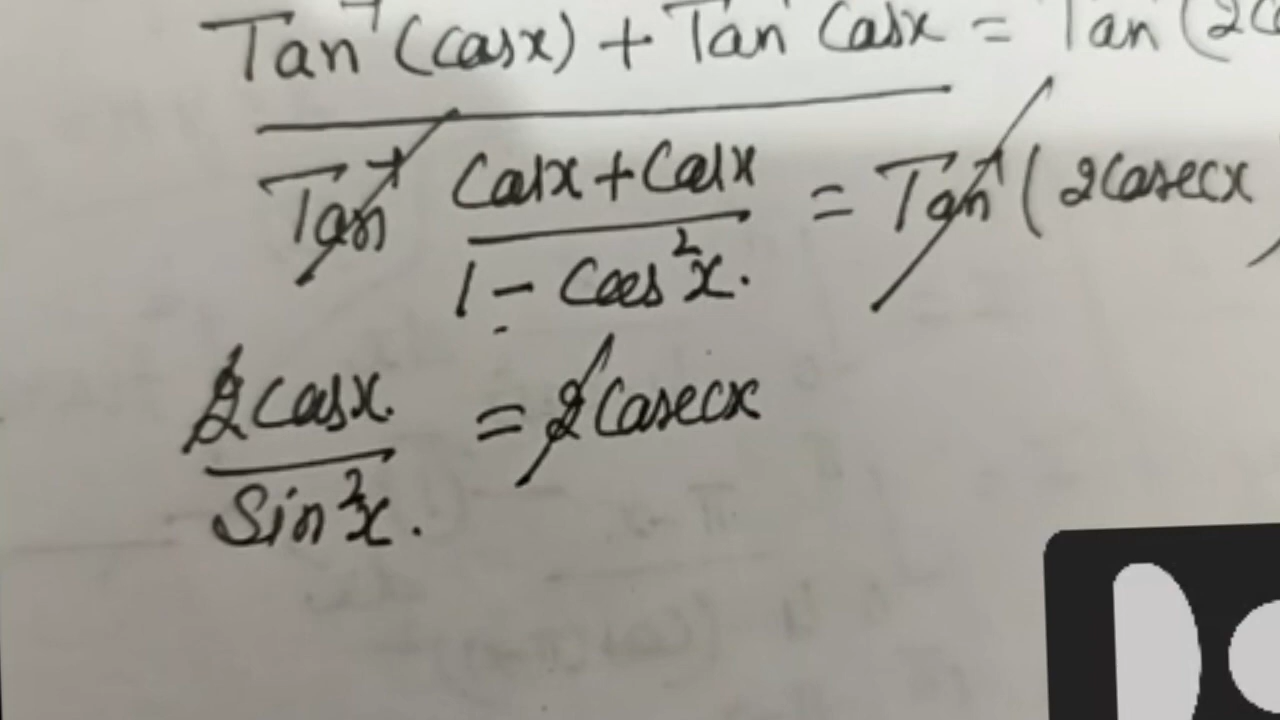 Tan⁻¹(Cosx) + Tan⁻¹ Cosx = Tan (2C
Tan⁻¹ (Cosx + Cosx)/(1 - Cos²x.) = Tan⁻¹ (2Cosecx
2Cosx./Sin²x. = 2Cosecx